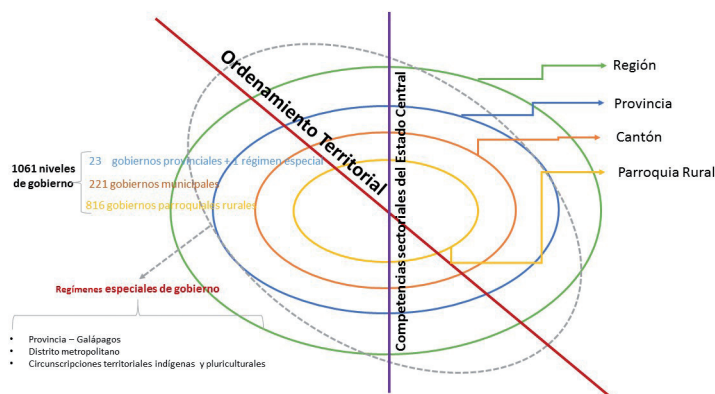 Ordenamiento Territorial
Competencias sectoriales del Estado Central
Región
Provincia
Cantón
Parroquia Rural
1061 niveles
de gobierno
23 gobiernos provinciales + 1 régimen especial
221 gobiernos municipales
816 gobiernos parroquiales rurales
Regímenes especiales de gobierno
• Provincia – Galápagos
• Distrito metropolitano
• Circunscripciones territoriales indígenas y pluriculturales